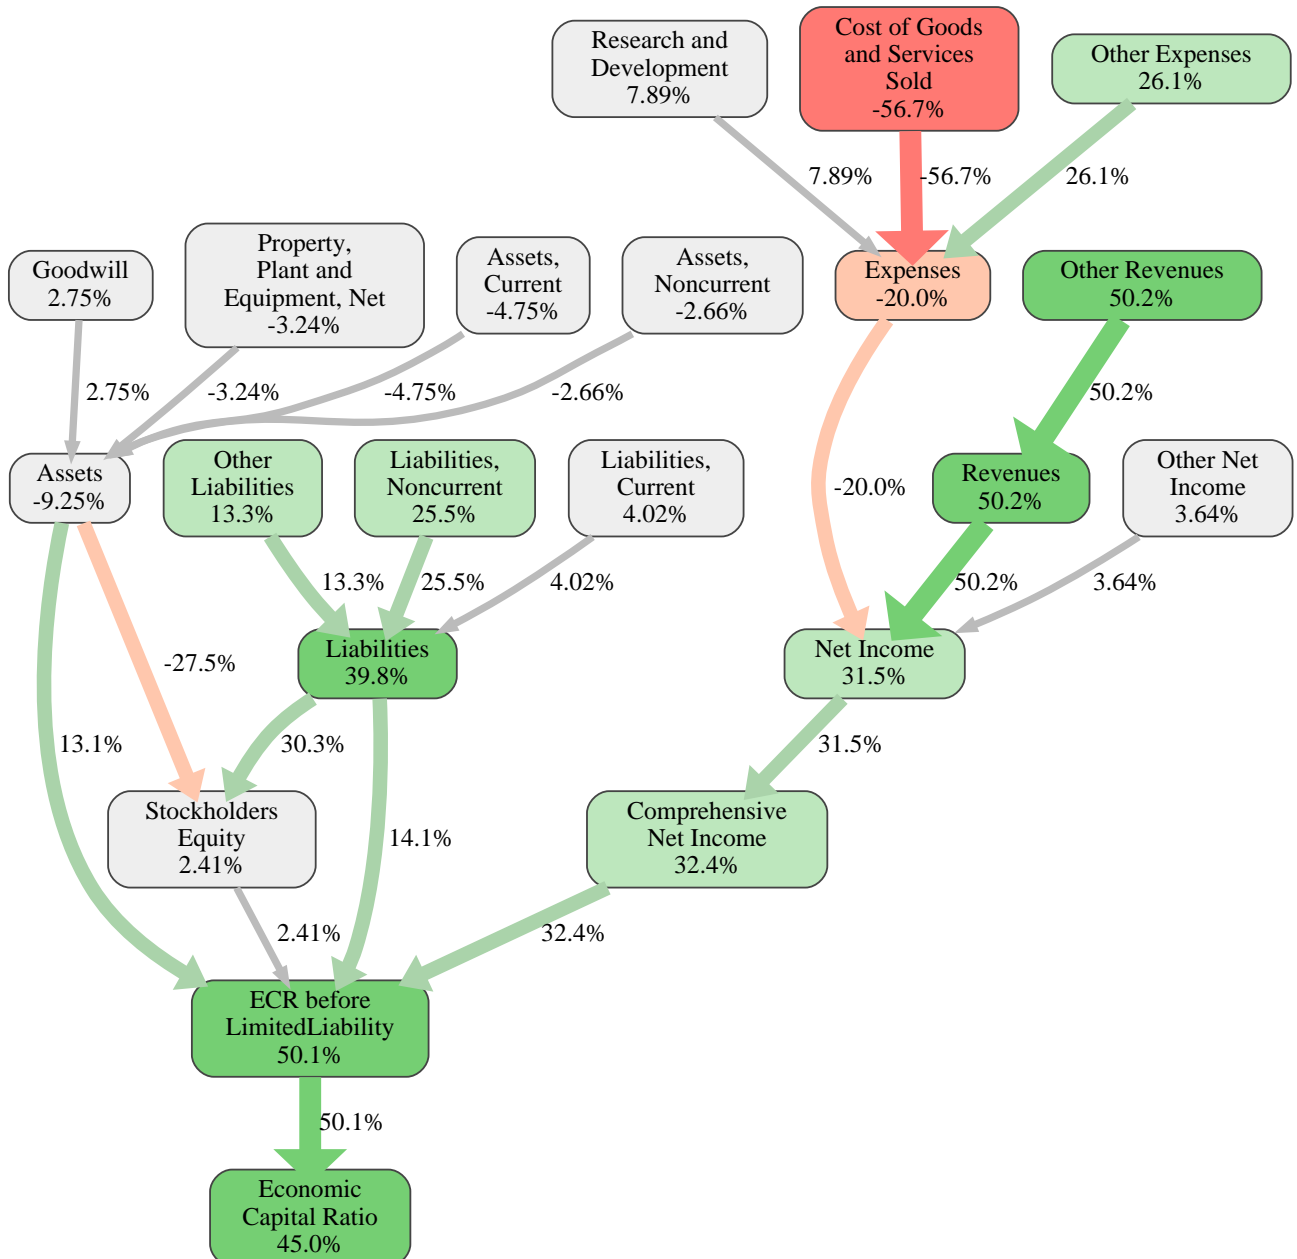 Research and
Development
7.89%
Cost of Goods
and Services
Sold
-56.7%
Other Expenses
26.1%
7.89%
-56.7%
26.1%
Goodwill
2.75%
Property,
Plant and
Equipment, Net
-3.24%
Assets,
Current
-4.75%
Assets,
Noncurrent
-2.66%
Expenses
-20.0%
Other Revenues
50.2%
2.75%
-3.24%
-4.75%
-2.66%
50.2%
Assets
-9.25%
Other
Liabilities
13.3%
Liabilities,
Noncurrent
25.5%
Liabilities,
Current
4.02%
-20.0%
Revenues
50.2%
Other Net
Income
3.64%
13.3%
25.5%
4.02%
50.2%
3.64%
-27.5%
Liabilities
39.8%
Net Income
31.5%
13.1%
30.3%
31.5%
Stockholders
Equity
2.41%
14.1%
Comprehensive
Net Income
32.4%
2.41%
32.4%
ECR before
LimitedLiability
50.1%
50.1%
Economic
Capital Ratio
45.0%